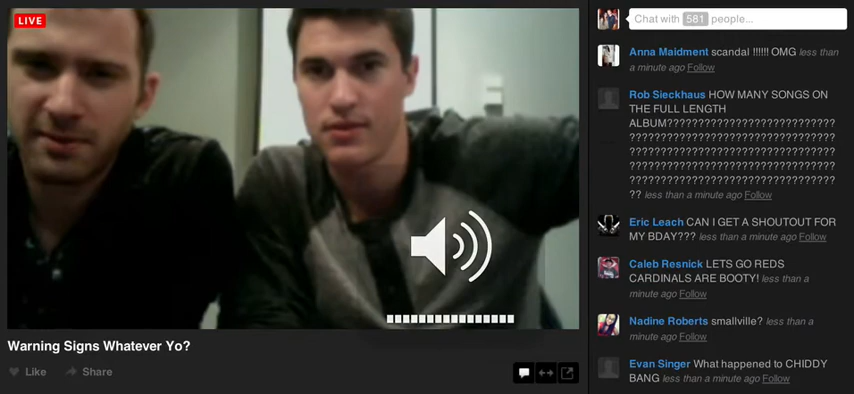 LIVE
Warning Signs Whatever Yo?
Like Share
Chat with 581 people...
Anna Maidment scandal !!!!!! OMG less than
a minute ago Follow
Rob Sieckhaus HOW MANY SONGS ON
THE FULL LENGTH
ALBUM????????????????????????????
??????????????????????????????????
??????????????????????????????????
??????????????????????????????????
??????????????????????????????????
?? less than a minute ago Follow
Eric Leach CAN I GET A SHOUTOUT FOR
MY BDAY??? less than a minute ago Follow
Caleb Resnick LETS GO REDS
CARDINALS ARE BOOTY! less than a
minute ago Follow
Nadine Roberts smallville? less than a
minute ago Follow
Evan Singer What happened to CHIDDY
BANG less than a minute ago Follow